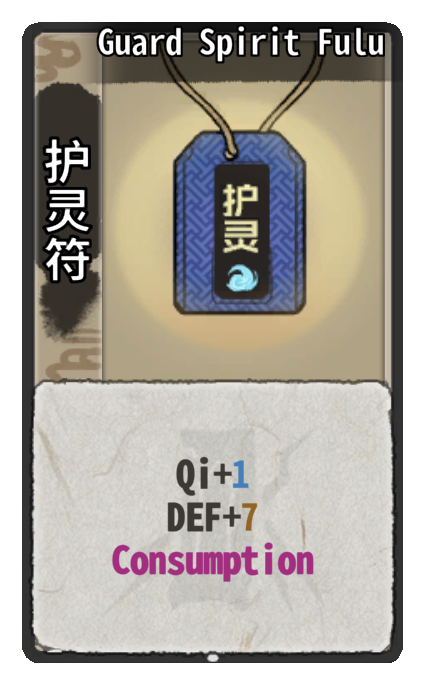 Guard Spirit Fulu
护灵符
护灵
Qi+1
DEF+7
Consumption